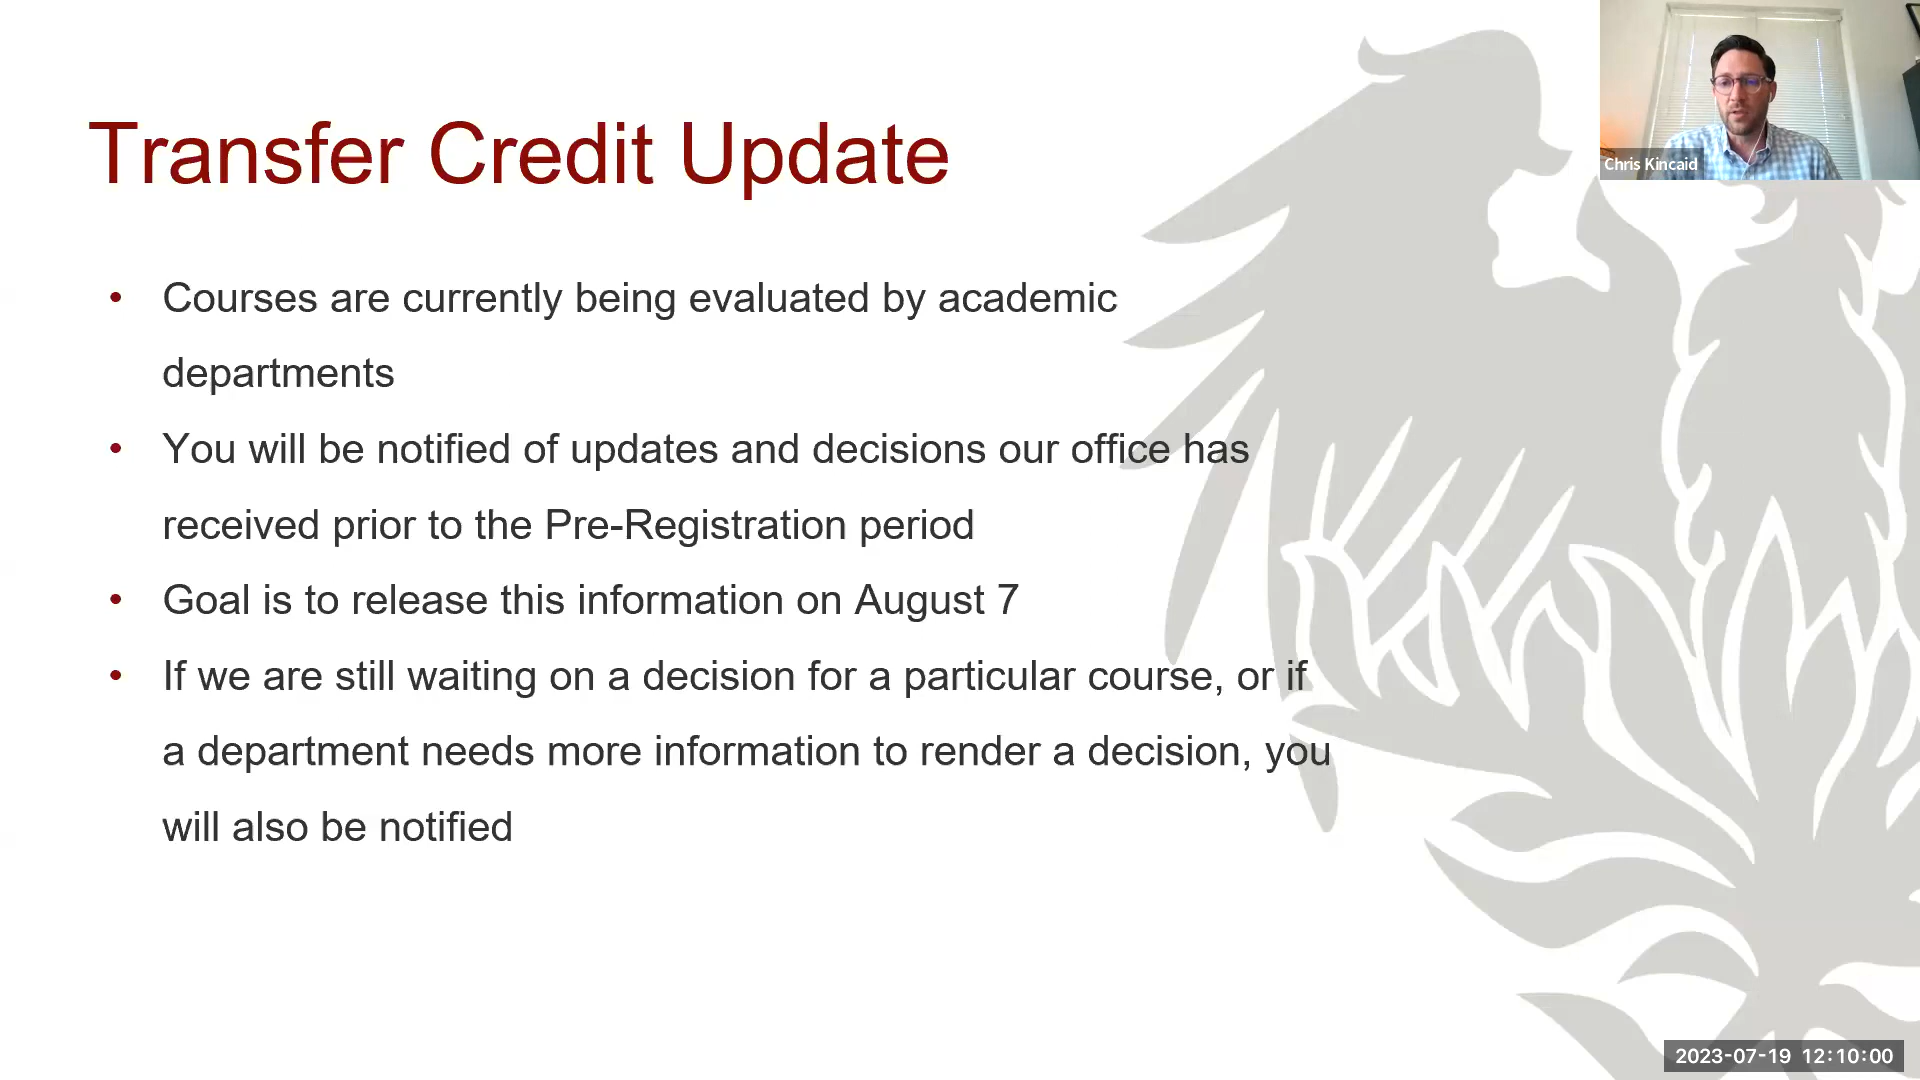 Transfer Credit Update
• Courses are currently being evaluated by academic
departments
• You will be notified of updates and decisions our office has
received prior to the Pre-Registration period
• Goal is to release this information on August 7
• If we are still waiting on a decision for a particular course, or if
a department needs more information to render a decision, you
will also be notified
Chris Kincaid
2023-07-19 12:10:00